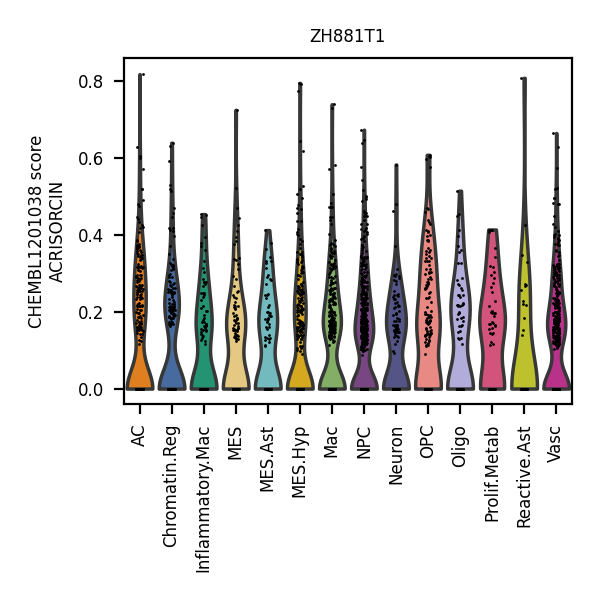 ZH881T1
CHEMBL1201038 score
ACRISORCIN
0.8
0.6
0.4
0.2
0.0
AC
Chromatin.Reg
Inflammatory.Mac
MES
MES.Ast
MES.Hyp
Mac
NPC
Neuron
OPC
Oligo
Prolif.Metab
Reactive.Ast
Vasc